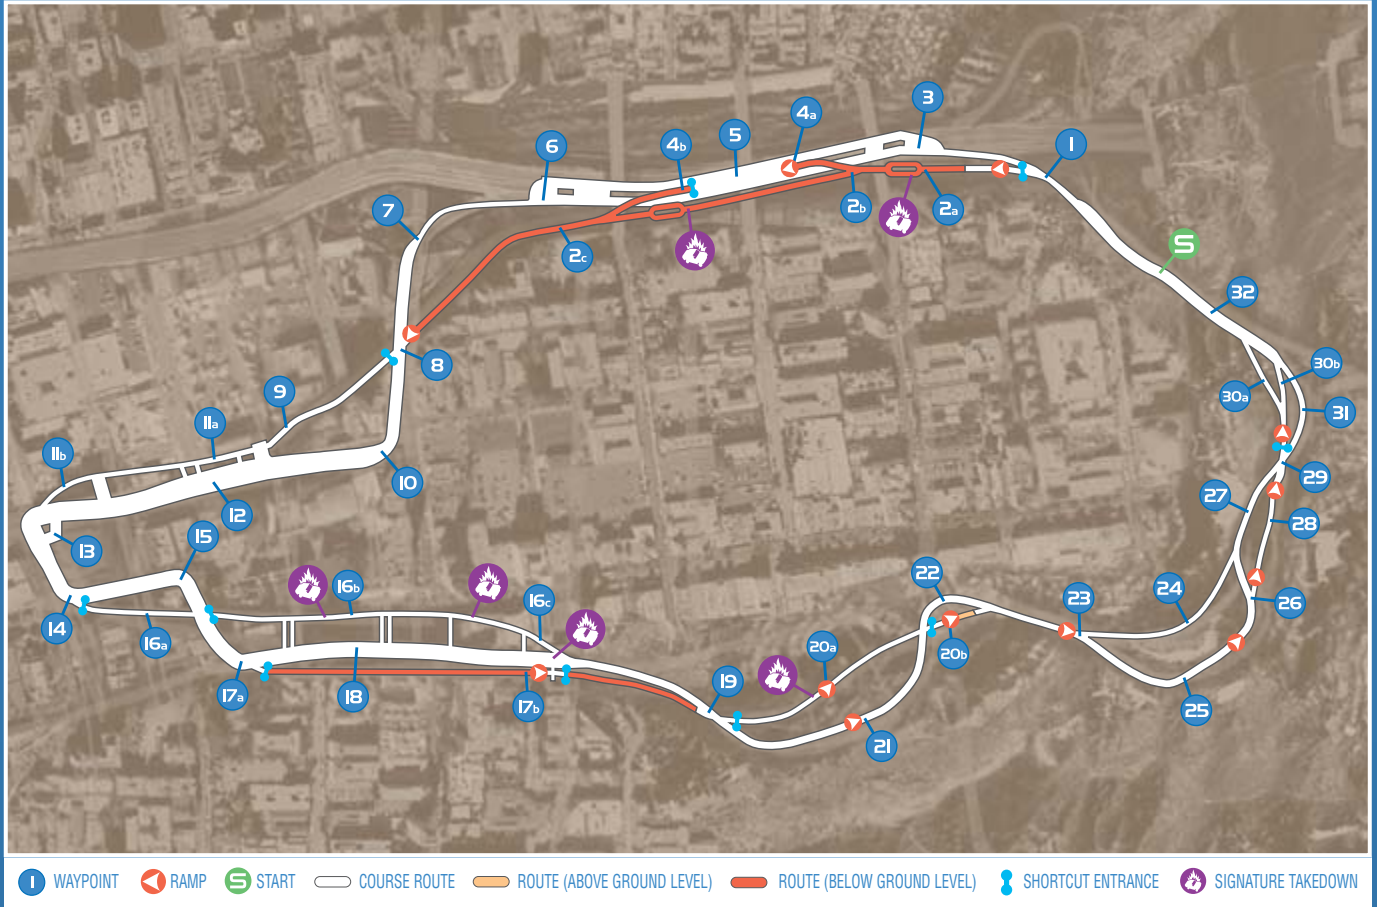 3
4a
5
1
4b
6
2b
2a
7
S
2c
32
8
30b
9
30a
31
11a
11b
10
29
27
12
28
15
13
22
16b
24
23
16c
26
14
16a
20a
20b
19
17a
18
17b
25
21
1 WAYPOINT RAMP S START COURSE ROUTE ROUTE (ABOVE GROUND LEVEL) ROUTE (BELOW GROUND LEVEL) SHORTCUT ENTRANCE SIGNATURE TAKEDOWN